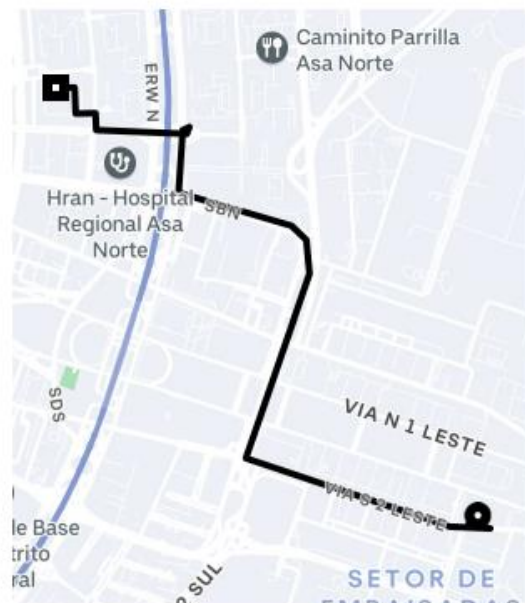 Caminito Parrilla
Asa Norte
ERW N
Hran - Hospital
Regional Asa
Norte
SBN
SDS
VIA N 1 LESTE
VIA S 2 LESTE
le Base
trito
ral
SUL
SETOR DE
EMBAIXADAS